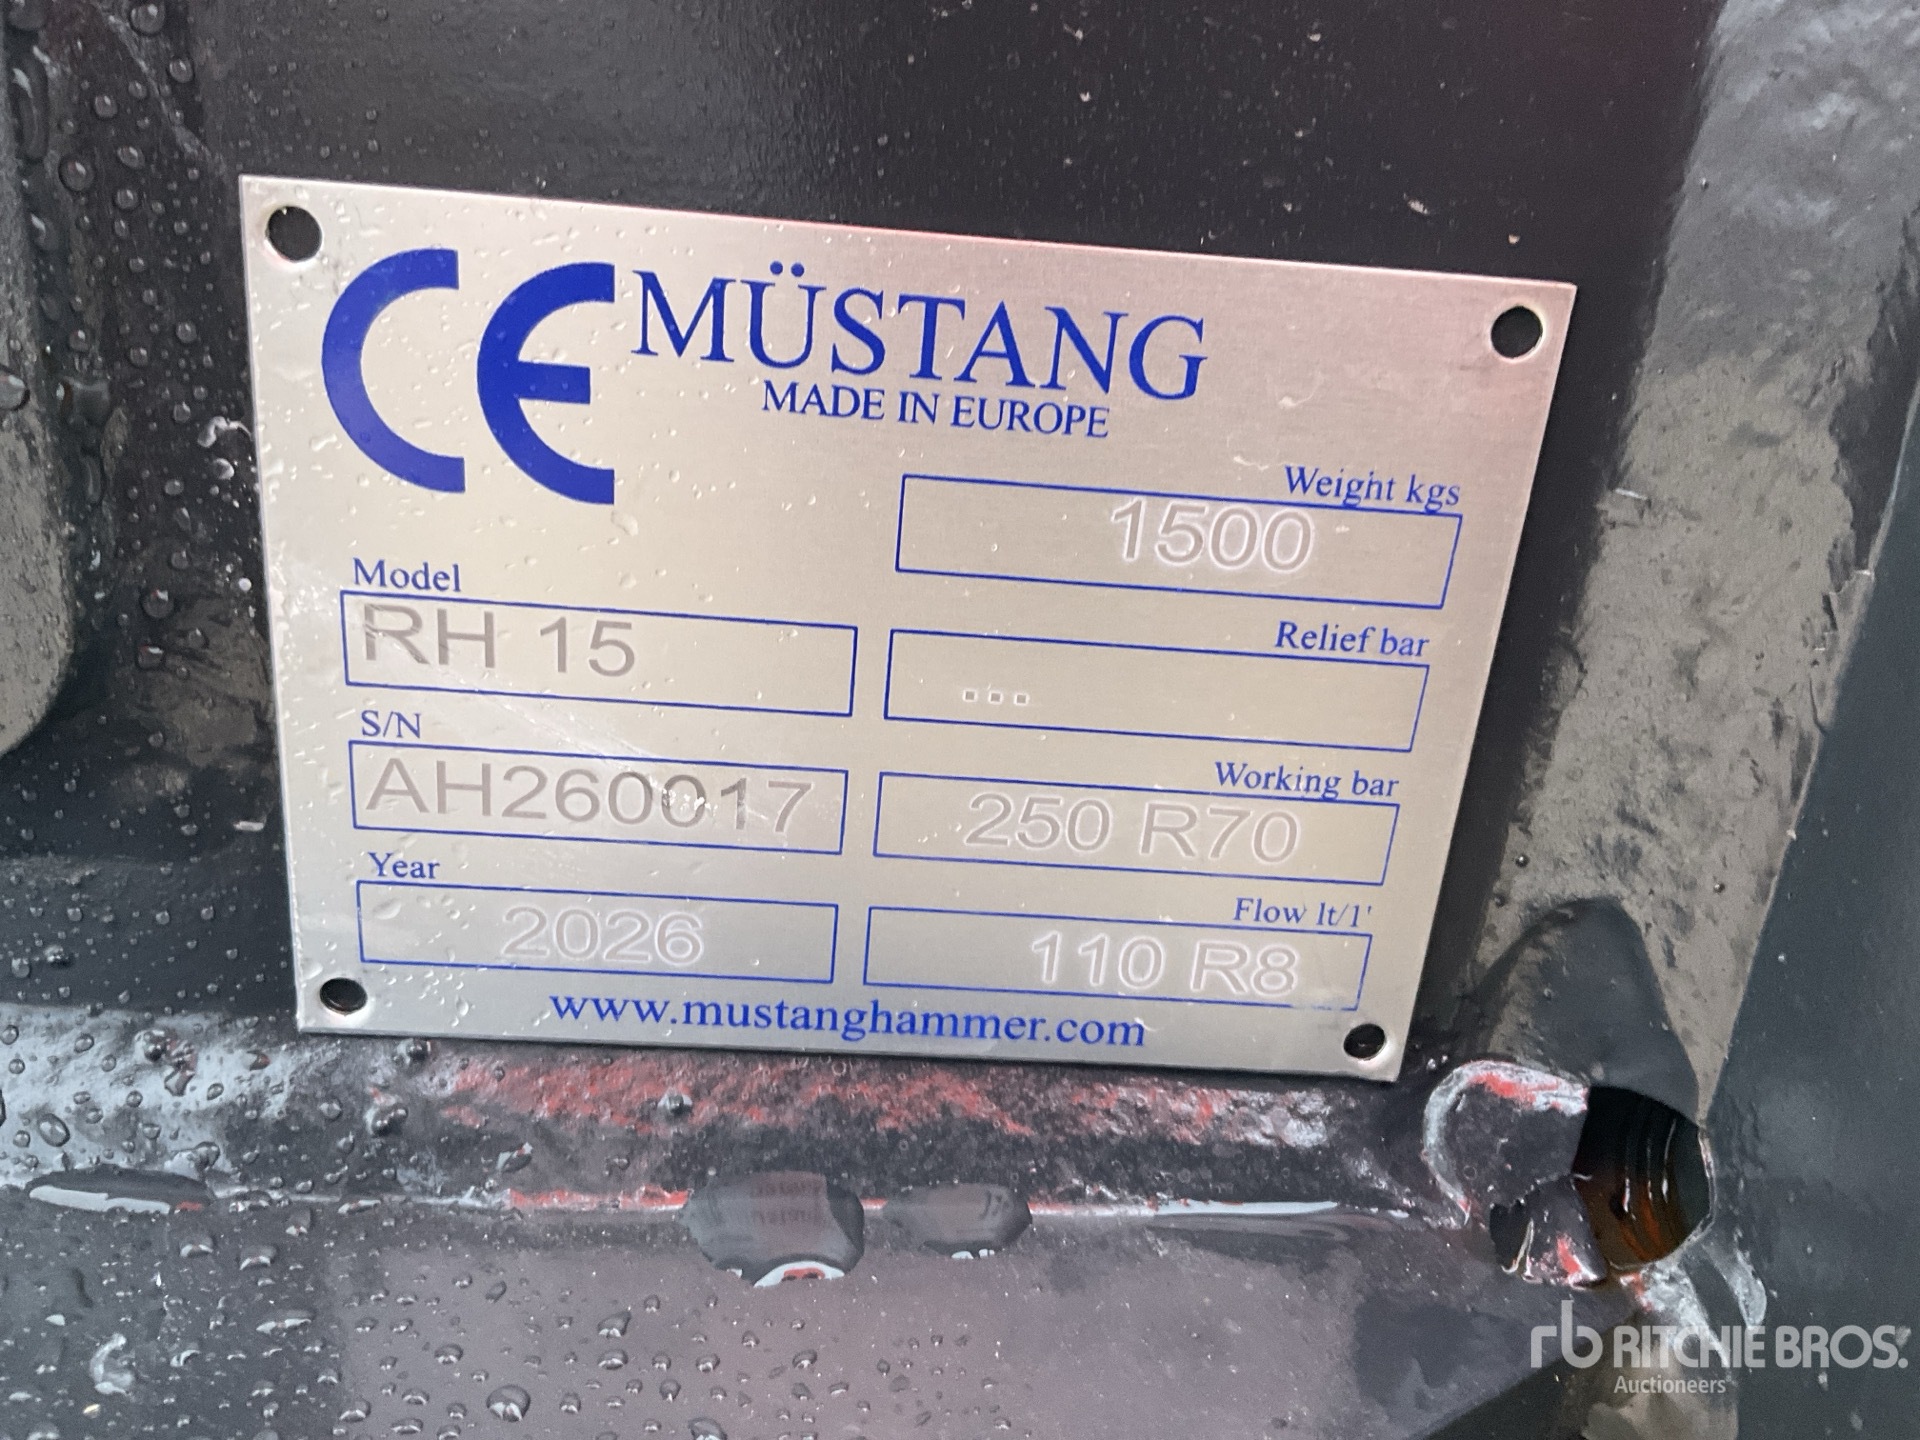 CE MÜSTANG
MADE IN EUROPE
Weight kgs
1500
Model
RH 15
Relief bar
...
S/N
AH260017
Working bar
250 R70
Year
2026
Flow lt/1'
110 R8
www.mustanghammer.com
rb RITCHIE BROS.
Auctioneers